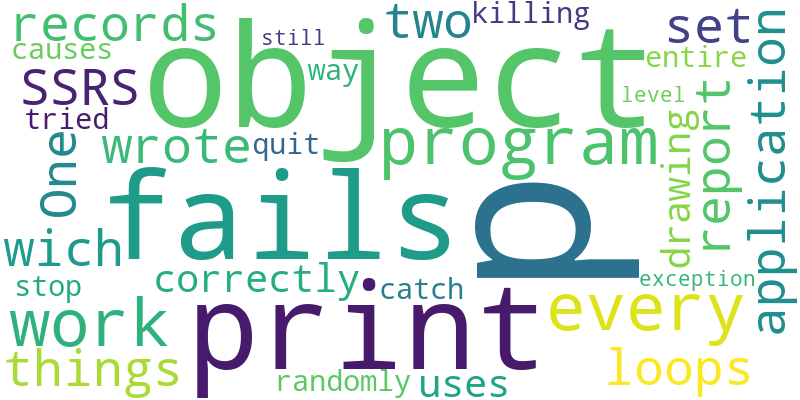 records
causes
still
two
killing
set
entire
SSRS
object
way
level
tried
wrote
quit
program
One
drawing
report
application
fails
p
wich
correctly
stop
catch
exception
work
print
every
things
randomly
uses
loops